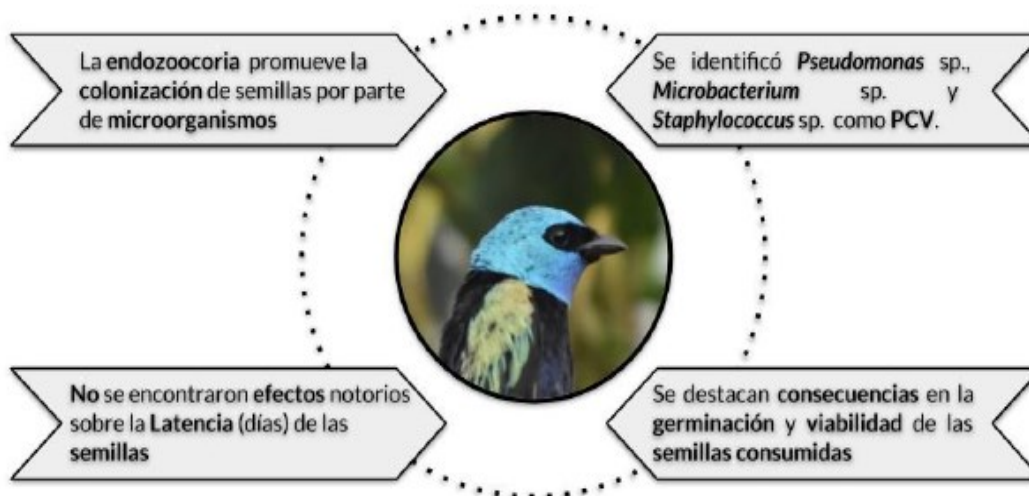 La endozoocoria promueve la
colonización de semillas por parte
de microorganismos
Se identificó Pseudomonas sp.,
Microbacterium sp. y
Staphylococcus sp. como PCV.
No se encontraron efectos notorios
sobre la Latencia (días) de las
semillas
Se destacan consecuencias en la
germinación y viabilidad de las
semillas consumidas